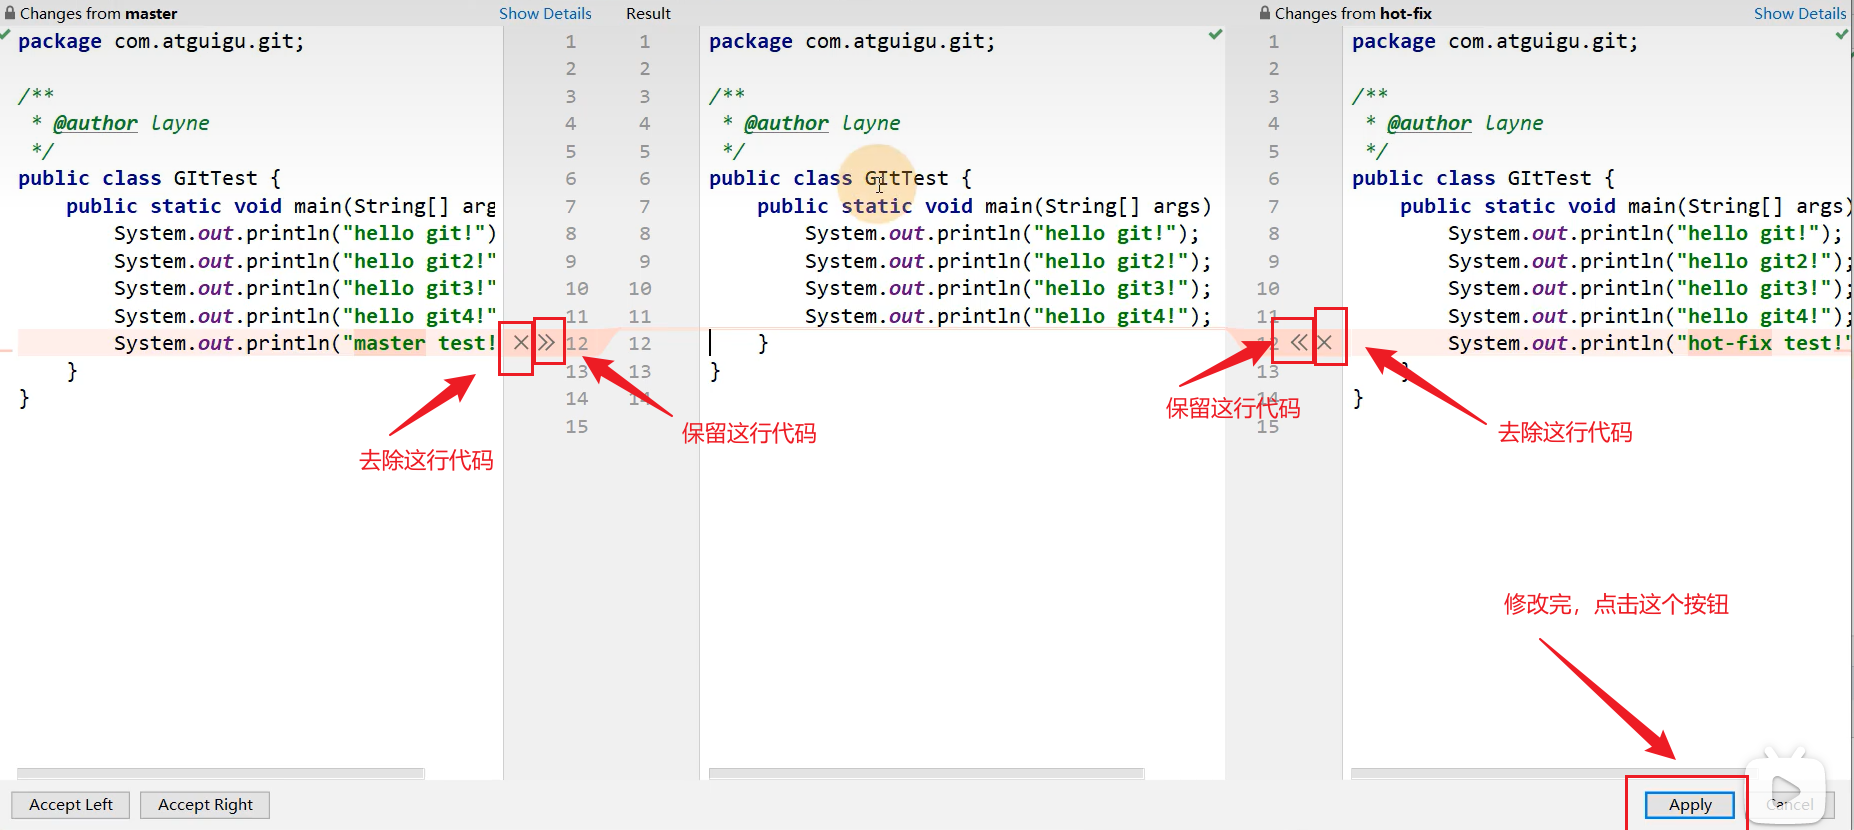 Changes from master
Show Details
Result
Changes from hot-fix
Show Details
package com.atguigu.git;
/**
* @author layne
*/
public class GItTest {
public static void main(String[] arg
System.out.println("hello git!")
System.out.println("hello git2!"
System.out.println("hello git3!"
System.out.println("hello git4!"
System.out.println("master test!
}
}
1
2
3
4
5
6
7
8
9
10
11
12
13
14
15
1
2
3
4
5
6
7
8
9
10
11
12
13
14
package com.atguigu.git;
/**
* @author layne
*/
public class GItTest {
public static void main(String[] args)
System.out.println("hello git!");
System.out.println("hello git2!");
System.out.println("hello git3!");
System.out.println("hello git4!");
}
}
1
2
3
4
5
6
7
8
9
10
11
12
13
14
15
package com.atguigu.git;
/**
* @author layne
*/
public class GItTest {
public static void main(String[] args)
System.out.println("hello git!");
System.out.println("hello git2!");
System.out.println("hello git3!");
System.out.println("hello git4!");
System.out.println("hot-fix test!"
}
}
去除这行代码
保留这行代码
保留这行代码
去除这行代码
修改完，点击这个按钮
Accept Left
Accept Right
Apply
Cancel